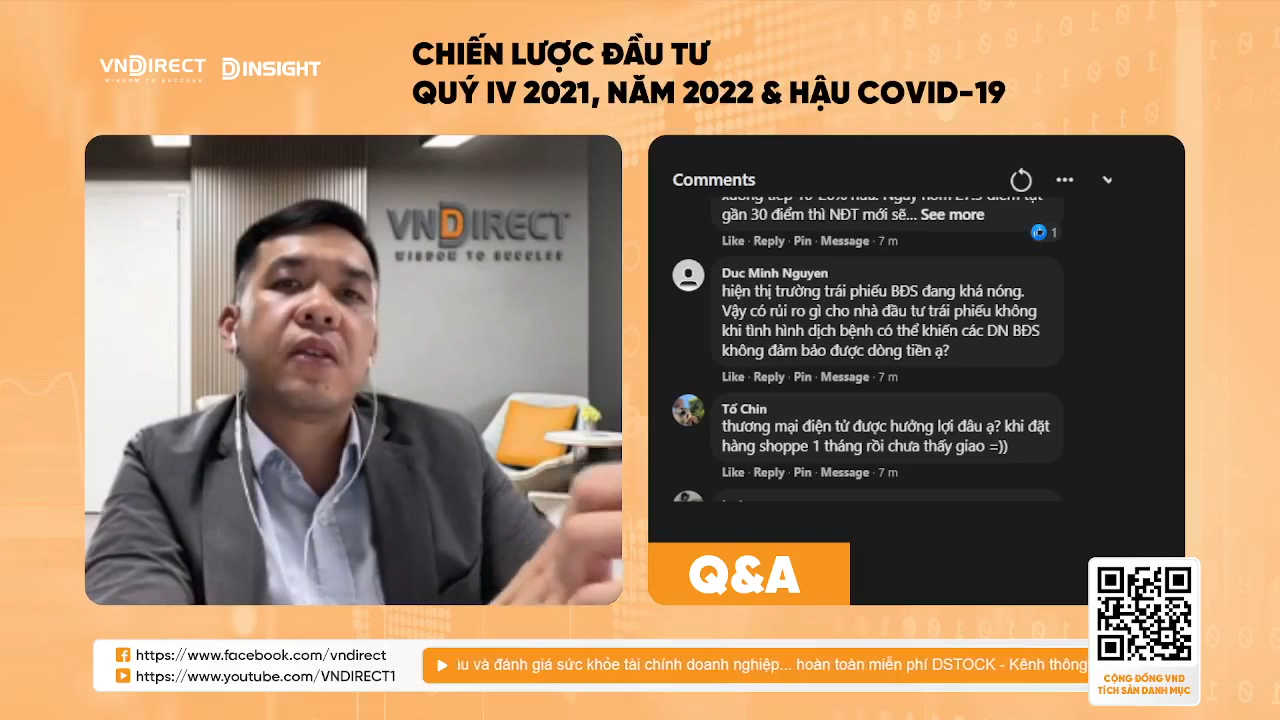 VNDIRECT
WISDOM TO SUCCESS
DINSIGHT
CHIẾN LƯỢC ĐẦU TƯ
QUÝ IV 2021, NĂM 2022 & HẬU COVID-19
VNDIRECT
WISDOM TO SUCCESS
Comments
gần 30 điểm thì NĐT mới sẽ... See more
Like · Reply · Pin · Message · 7 m
1
Duc Minh Nguyen
hiện thị trường trái phiếu BĐS đang khá nóng.
Vậy có rủi ro gì cho nhà đầu tư trái phiếu không
khi tình hình dịch bệnh có thể khiến các DN BĐS
không đảm bảo được dòng tiền ạ?
Like · Reply · Pin · Message · 7 m
Tố Chin
thương mại điện tử được hưởng lợi đâu ạ? khi đặt
hàng shoppe 1 tháng rồi chưa thấy giao =))
Like · Reply · Pin · Message · 7 m
Q&A
https://www.facebook.com/vndirect
https://www.youtube.com/VNDIRECT1
và đánh giá sức khỏe tài chính doanh nghiệp... hoàn toàn miễn phí DSTOCK - Kênh thông
CỘNG ĐỒNG VND
TÍCH SẢN DANH MỤC